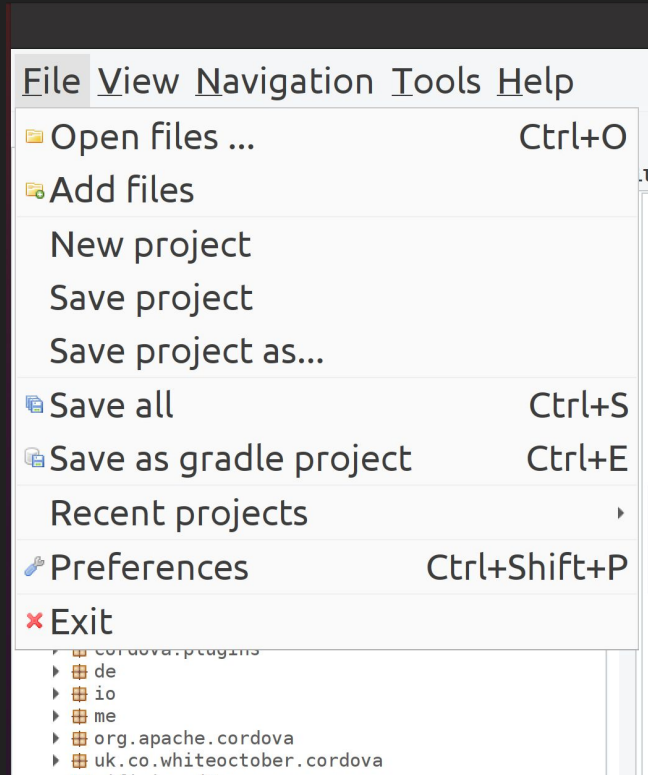 File View Navigation Tools Help
Open files ... Ctrl+O
Add files
New project
Save project
Save project as...
Save all Ctrl+S
Save as gradle project Ctrl+E
Recent projects
Preferences Ctrl+Shift+P
Exit
cordova.plugins
de
io
me
org.apache.cordova
uk.co.whiteoctober.cordova